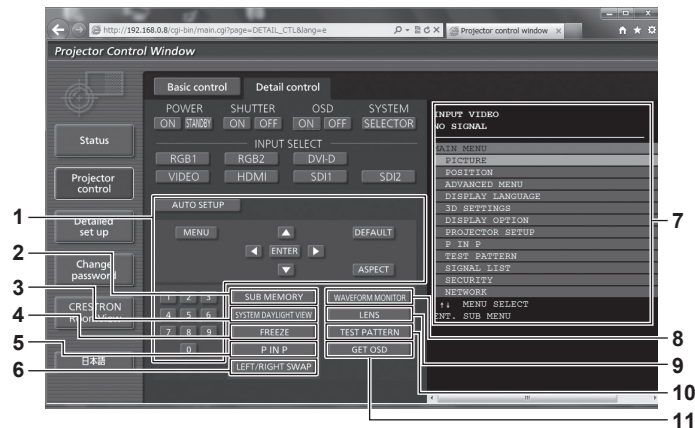 http://192.168.0.8/cgi-bin/main.cgi?page=DETAIL_CTL&lang=e
Projector control window
Projector Control Window
Basic control
Detail control
POWER SHUTTER OSD SYSTEM
ON STANDBY ON OFF ON OFF SELECTOR
INPUT SELECT
RGB1 RGB2 DVI-D
VIDEO HDMI SDI1 SDI2
AUTO SETUP
MENU DEFAULT
ENTER
ASPECT
Status
Projector
control
Detailed
set up
Change
password
CRESTRON
日本語
1 2 3
4 5 6
7 8 9
0
SUB MEMORY
SYSTEM DAYLIGHT VIEW
FREEZE
P IN P
LEFT/RIGHT SWAP
WAVEFORM MONITOR
LENS
TEST PATTERN
GET OSD
INPUT VIDEO
NO SIGNAL
MAIN MENU
PICTURE
POSITION
ADVANCED MENU
DISPLAY LANGUAGE
3D SETTINGS
DISPLAY OPTION
PROJECTOR SETUP
P IN P
TEST PATTERN
SIGNAL LIST
SECURITY
NETWORK
↑↓ MENU SELECT
ENT. SUB MENU
1
2
3
4
5
6
7
8
9
10
11